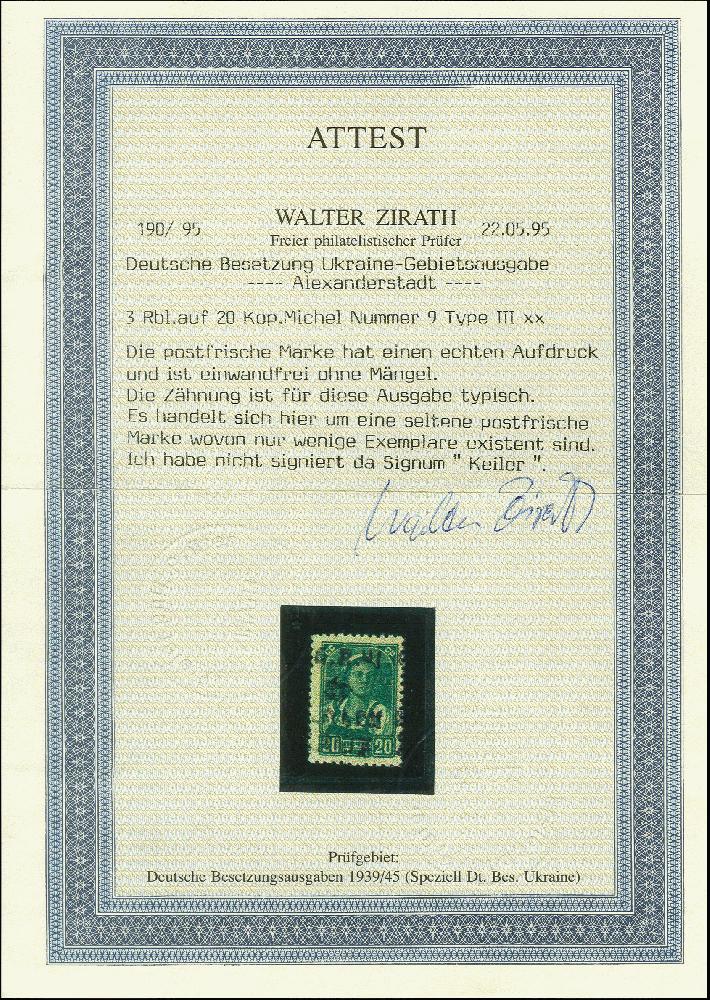 ATTEST
WALTER ZIRATH
190/ 95 Freier philatelistischer Prüfer 22.05.95
Deutsche Besetzung Ukraine-Gebietsausgabe
---- Alexanderstadt ----
3 Rbl.auf 20 Kop.Michel Nummer 9 Type III xx
Die postfrische Marke hat einen echten Aufdruck
und ist einwandfrei ohne Mängel.
Die Zähnung ist für diese Ausgabe typisch.
Es handelt sich hier um eine seltene postfrische
Marke wovon nur wenige Exemplare existent sind.
Ich habe nicht signiert da Signum " Keiler ".
Walter Zirath
20 20
Prüfgebiet:
Deutsche Besetzungsausgaben 1939/45 (Speziell Dt. Bes. Ukraine)